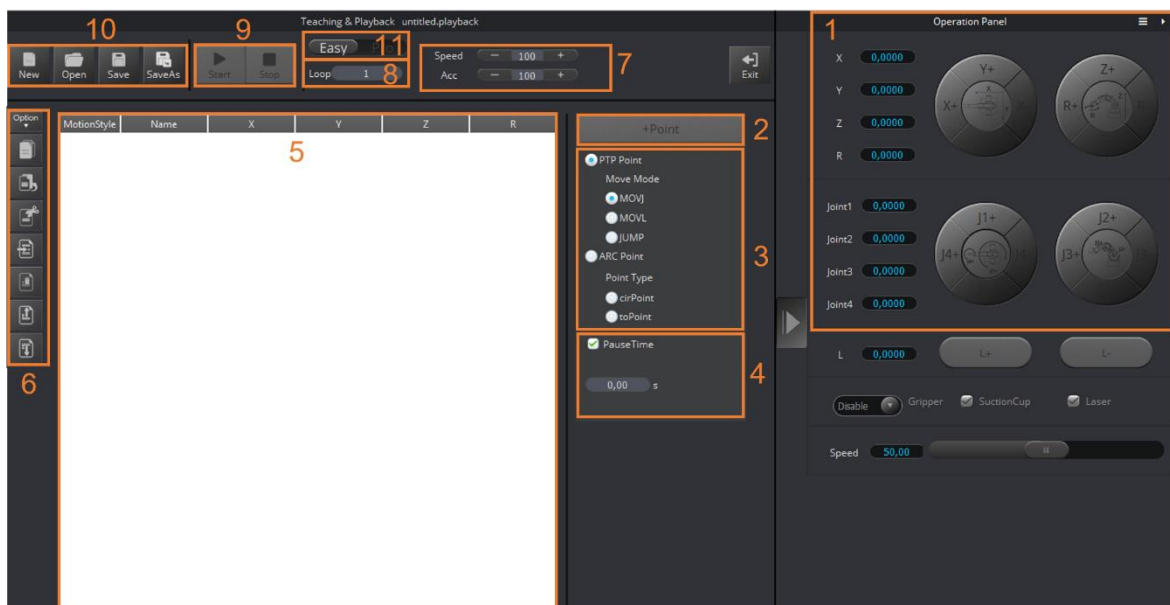 Teaching & Playback untitled.playback
10
9
New Open Save SaveAs
Start Stop
Easy Pro
11
Loop 1
8
Speed − 100 +
Acc − 100 +
7
Exit
Option
6
MotionStyle Name X Y Z R
5
+Point
2
PTP Point
Move Mode
MOVJ
MOVL
JUMP
ARC Point
Point Type
cirPoint
toPoint
3
PauseTime
0,00 s
4
Operation Panel
1
X 0,0000
Y 0,0000
Z 0,0000
R 0,0000
Y+
X+
Z+
R+
Joint1 0,0000
Joint2 0,0000
Joint3 0,0000
Joint4 0,0000
J1+
J4+
J2+
J3+
L 0,0000 L+ L-
Disable Gripper SuctionCup Laser
Speed 50,00